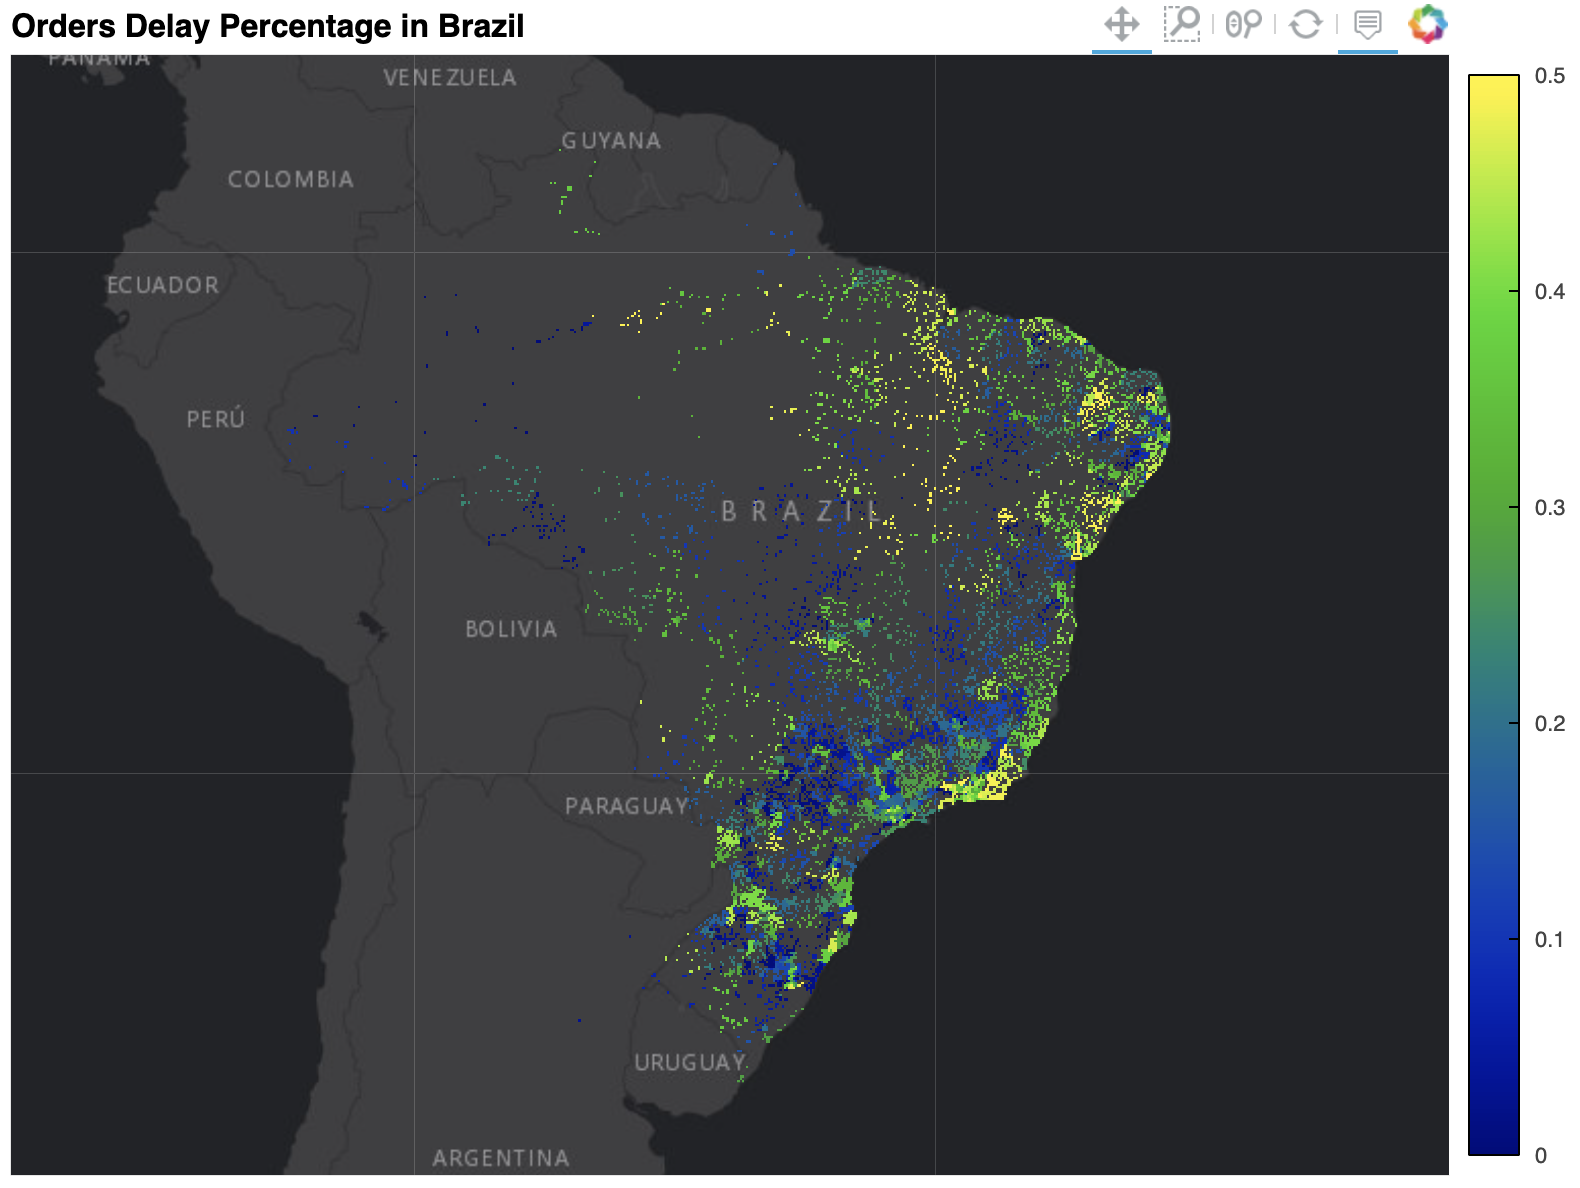 Orders Delay Percentage in Brazil
PANAMÁ
VENEZUELA
GUYANA
COLOMBIA
ECUADOR
PERÚ
BRAZIL
BOLIVIA
PARAGUAY
URUGUAY
ARGENTINA
0.5
0.4
0.3
0.2
0.1
0